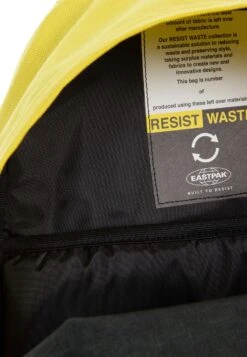 amount of fabric is left over.
Our RESIST WASTE collection is
a sustainable solution to reducing
waste and preserving style,
taking surplus materials and
fabrics to create new and
innovative designs.
This bag is number
of
produced using these left over materials.
RESIST WASTE
EASTPAK
BUILT TO RESIST